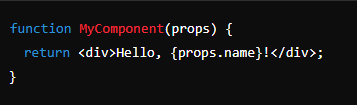 function MyComponent(props) {
  return <div>Hello, {props.name}!</div>;
}